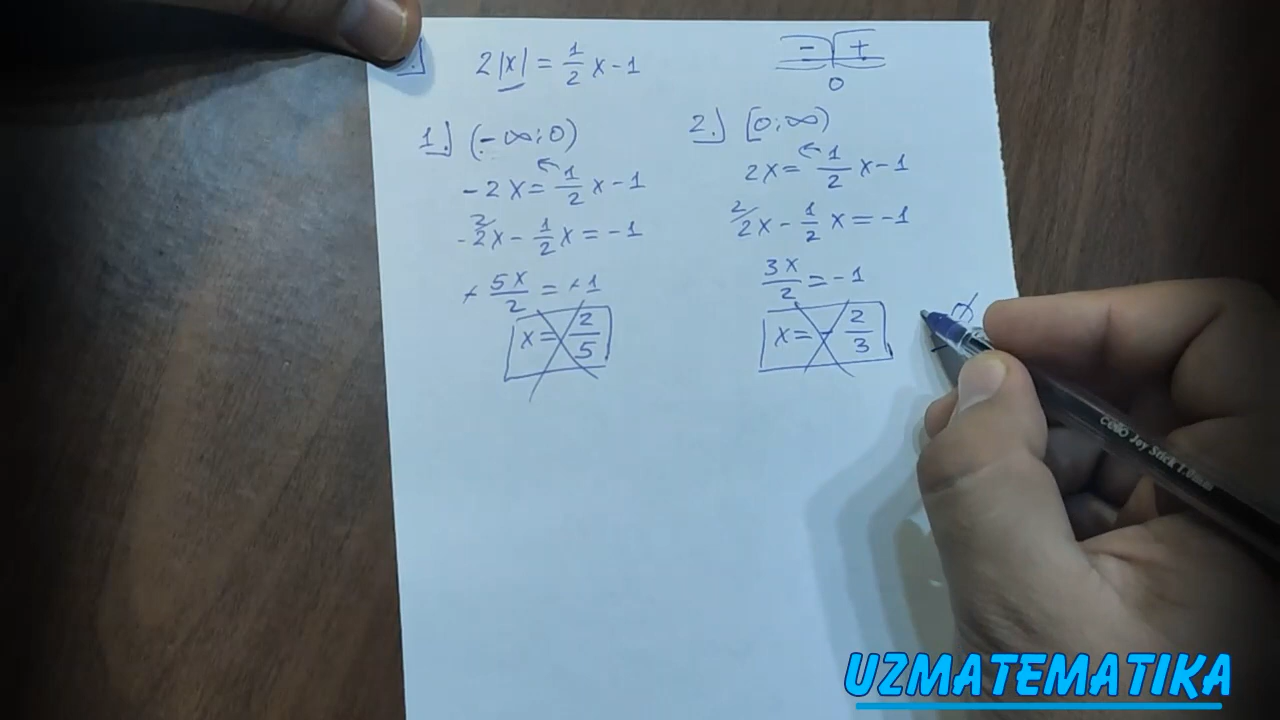 2|x| = 1/2 x - 1
- +
0
1.) (-∞; 0)
-2x = 1/2 x - 1
-2x - 1/2 x = -1
2
-5x/2 = -1
x = 2/5
2.) [0; ∞)
2x = 1/2 x - 1
2x - 1/2 x = -1
2
3x/2 = -1
x = -2/3
∅
Cello Joy Stick 1.0mm
UZMATEMATIKA